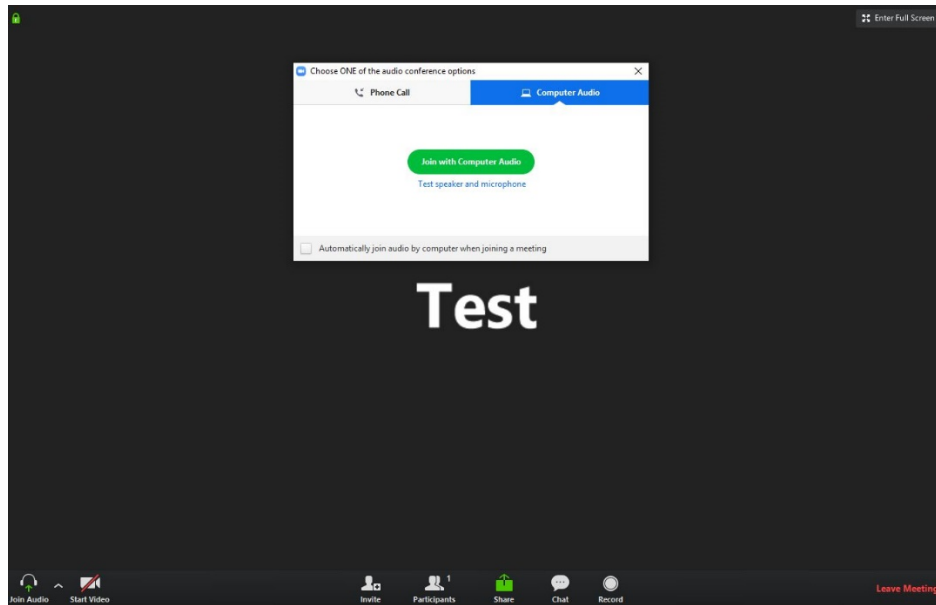 Enter Full Screen
Choose ONE of the audio conference options
Phone Call
Computer Audio
Join with Computer Audio
Test speaker and microphone
Automatically join audio by computer when joining a meeting
Test
Join Audio
Start Video
Invite
Participants
1
Share
Chat
Record
Leave Meeting